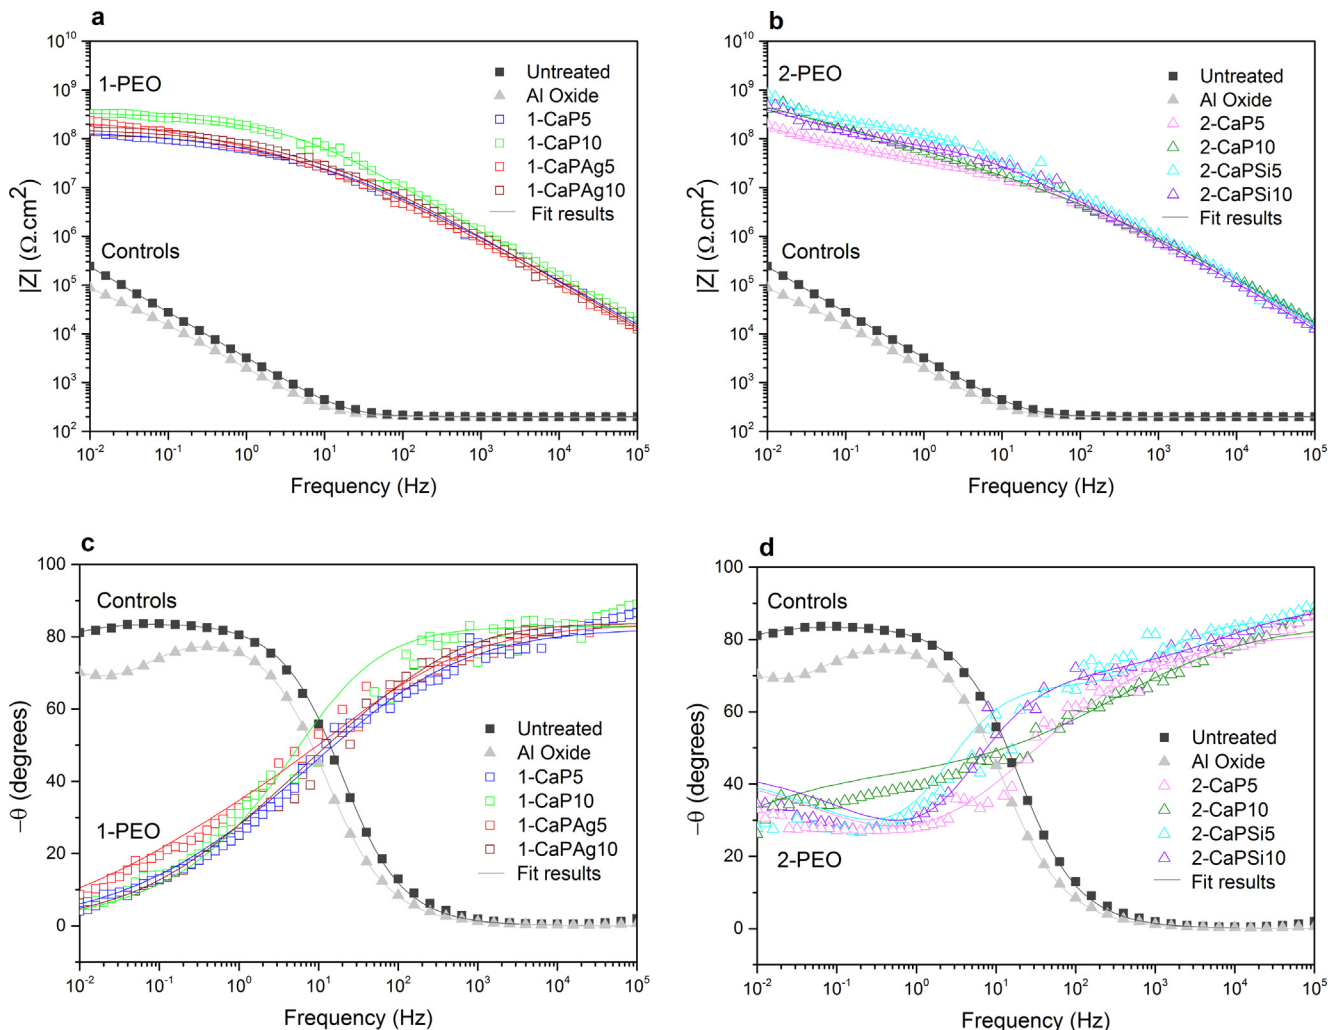 a
10^10
10^9
10^8
10^7
10^6
10^5
10^4
10^3
10^2
|Z| (Ω.cm²)
1-PEO
Controls
Untreated
Al Oxide
1-CaP5
1-CaP10
1-CaPAg5
1-CaPAg10
Fit results
10^-2 10^-1 10^0 10^1 10^2 10^3 10^4 10^5
Frequency (Hz)
b
10^10
10^9
10^8
10^7
10^6
10^5
10^4
10^3
10^2
|Z| (Ω.cm²)
2-PEO
Controls
Untreated
Al Oxide
2-CaP5
2-CaP10
2-CaPSi5
2-CaPSi10
Fit results
10^-2 10^-1 10^0 10^1 10^2 10^3 10^4 10^5
Frequency (Hz)
c
100
80
60
40
20
0
−θ (degrees)
Controls
1-PEO
Untreated
Al Oxide
1-CaP5
1-CaP10
1-CaPAg5
1-CaPAg10
Fit results
10^-2 10^-1 10^0 10^1 10^2 10^3 10^4 10^5
Frequency (Hz)
d
100
80
60
40
20
0
−θ (degrees)
Controls
2-PEO
Untreated
Al Oxide
2-CaP5
2-CaP10
2-CaPSi5
2-CaPSi10
Fit results
10^-2 10^-1 10^0 10^1 10^2 10^3 10^4 10^5
Frequency (Hz)